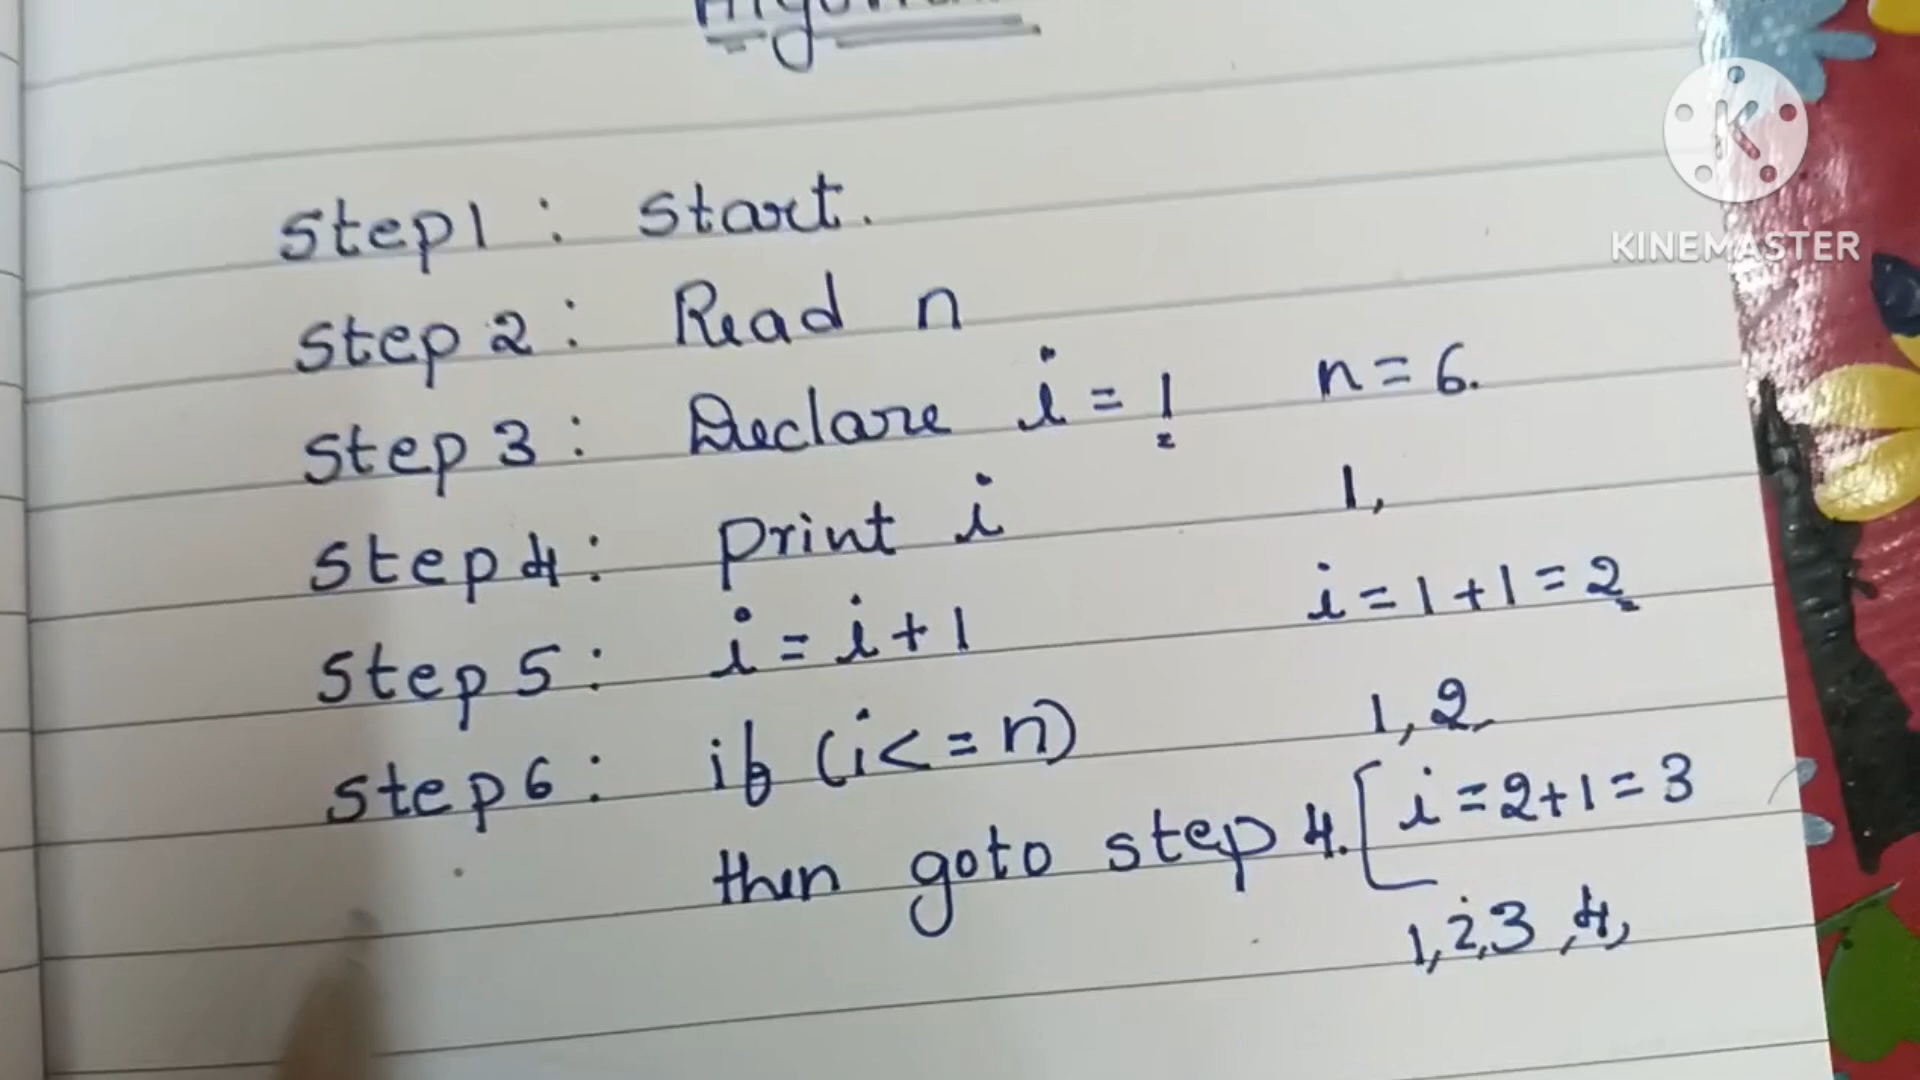 Step1 : Start.
Step 2 : Read n
Step 3 : Declare i = 1
n = 6.
Step 4 : print i
1,
Step 5 : i = i + 1
i = 1 + 1 = 2
Step 6 : if (i <= n)
1, 2,
then goto step 4.
i = 2 + 1 = 3
1, 2, 3, 4,
K
KINEMASTER